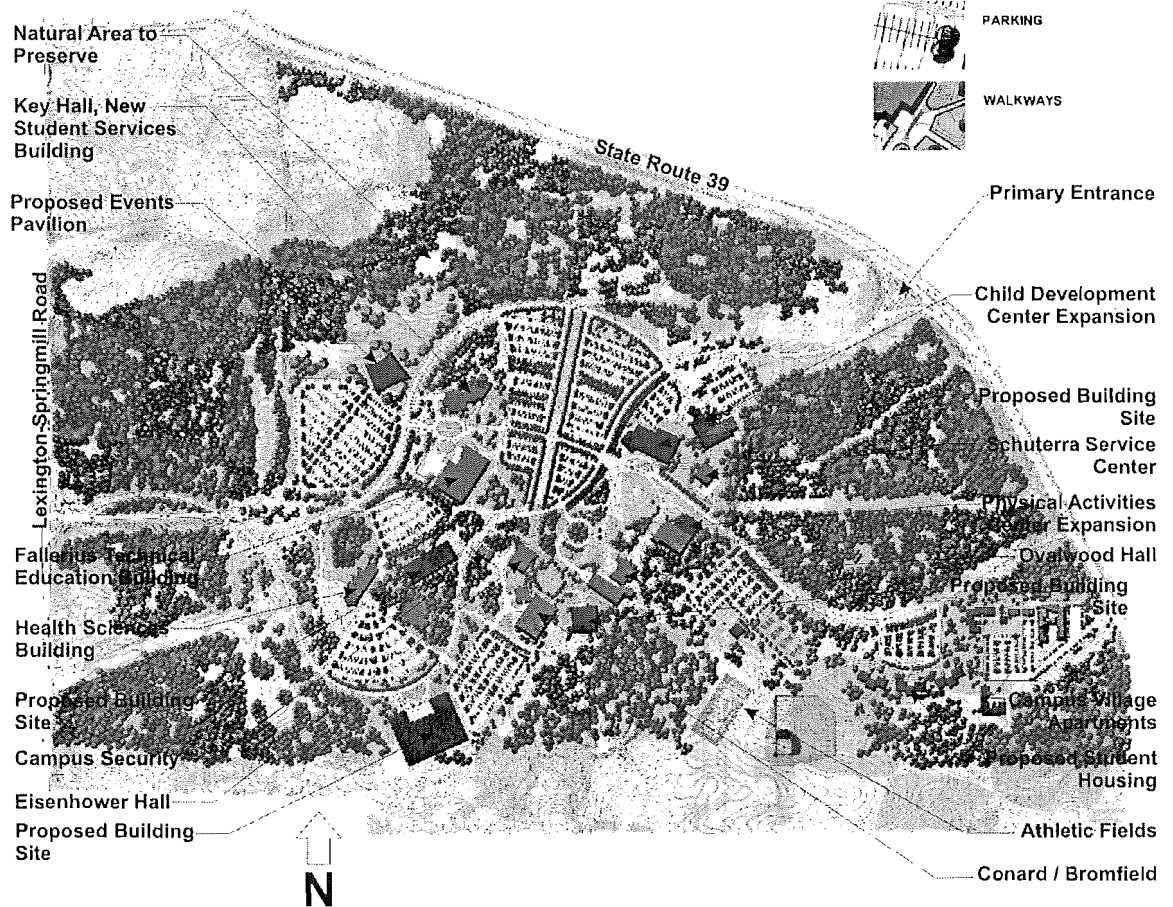 PARKING
WALKWAYS
Natural Area to
Preserve
Key Hall, New
Student Services
Building
Proposed Events
Pavilion
Lexington-Springmill Road
State Route 39
Primary Entrance
Child Development
Center Expansion
Proposed Building
Site
Schuterra Service
Center
Physical Activities
Center Expansion
Ovalwood Hall
Proposed Building
Site
Campus Village
Apartments
Proposed Student
Housing
Athletic Fields
Conard / Bromfield
Fallerius Technical
Education Building
Health Sciences
Building
Proposed Building
Site
Campus Security
Eisenhower Hall
Proposed Building
Site
N